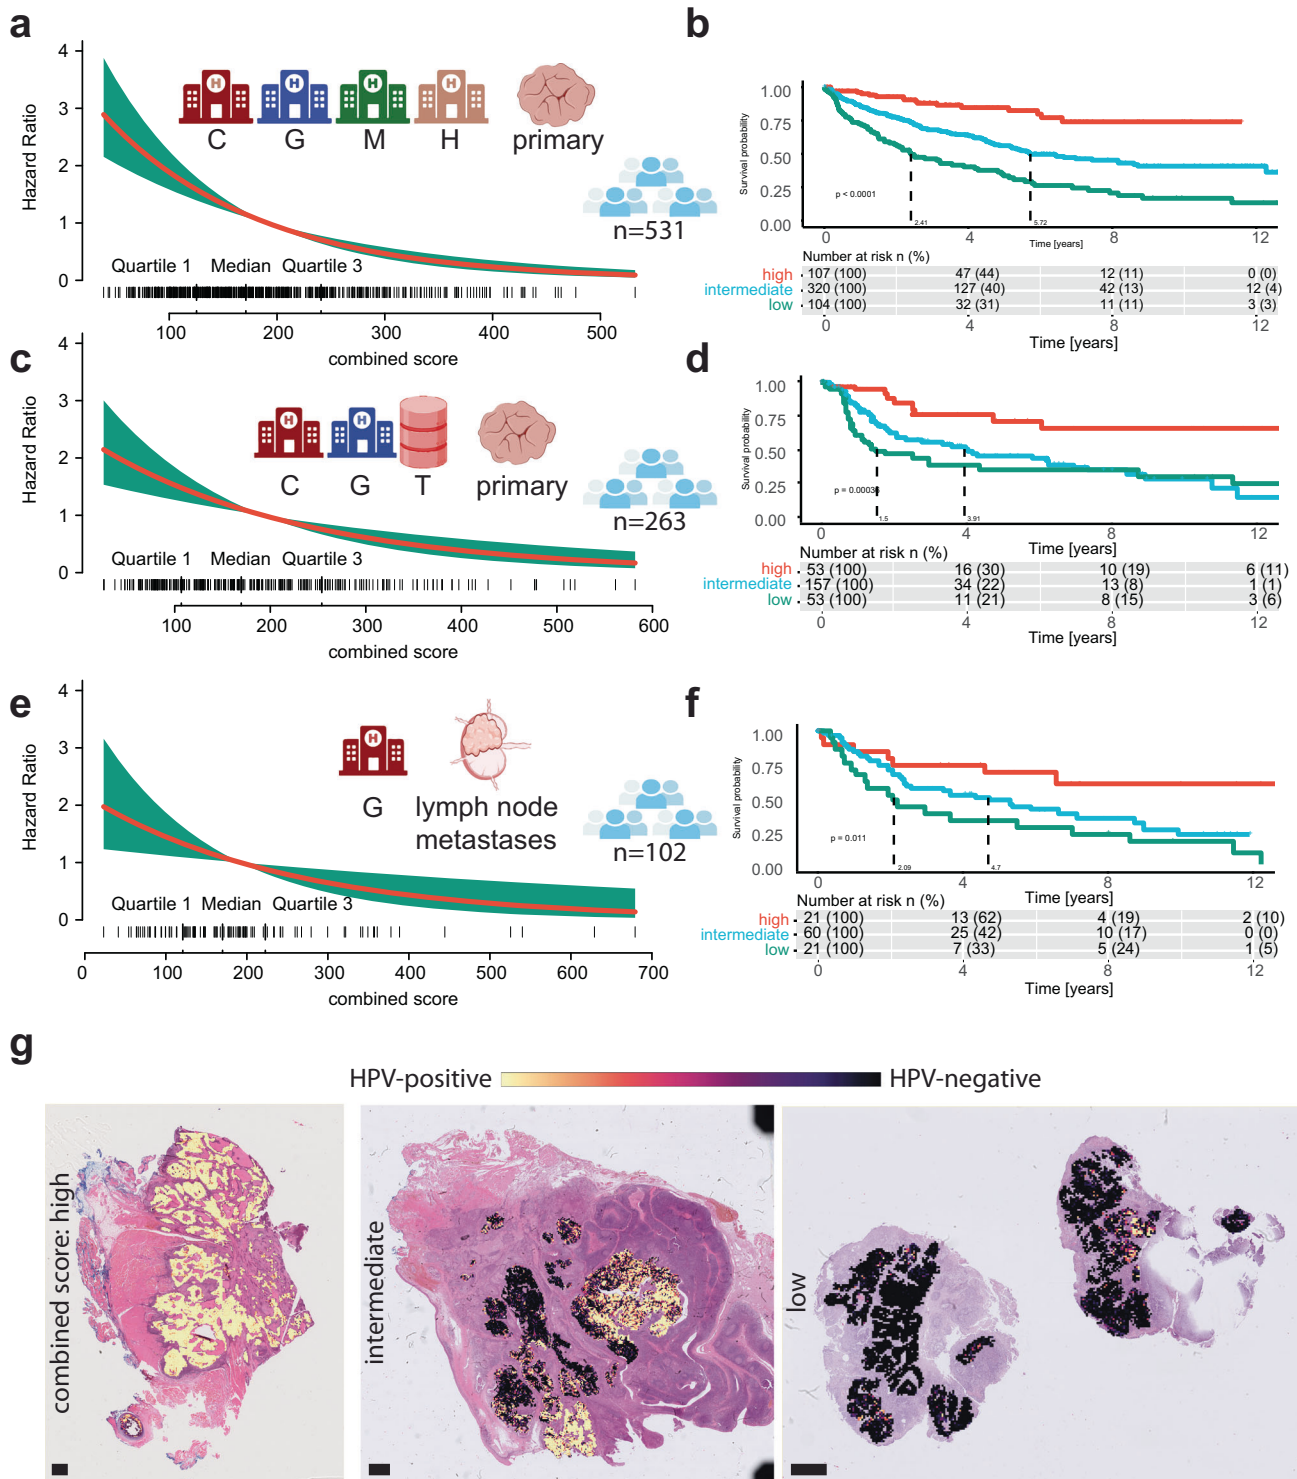 a
4
3
2
1
0
Hazard Ratio
H H H H
C G M H primary
n=531
Quartile 1 Median Quartile 3
100 200 300 400 500
combined score
b
1.00
0.75
0.50
0.25
0.00
Survival probability
p < 0.0001
2.41 5.72
0 4 8 12
Time [years]
Number at risk n (%)
high 107 (100) 47 (44) 12 (11) 0 (0)
intermediate 320 (100) 127 (40) 42 (13) 12 (4)
low 104 (100) 32 (31) 11 (11) 3 (3)
0 4 8 12
Time [years]
c
4
3
2
1
0
Hazard Ratio
H H
C G T primary
n=263
Quartile 1 Median Quartile 3
100 200 300 400 500 600
combined score
d
1.00
0.75
0.50
0.25
0.00
Survival probability
1.5 3.91
4 8 12
Time [years]
Number at risk n (%)
high 53 (100) 16 (30) 10 (19) 6 (11)
intermediate 157 (100) 34 (22) 13 (8) 1 (1)
low 53 (100) 11 (21) 8 (15) 3 (6)
0 4 8 12
Time [years]
e
4
3
2
1
0
Hazard Ratio
H
G lymph node
metastases
n=102
Quartile 1 Median Quartile 3
0 100 200 300 400 500 600 700
combined score
f
1.00
0.75
0.50
0.25
0.00
Survival probability
p = 0.011
2.09 4.7
0 4 8 12
Time [years]
Number at risk n (%)
high 21 (100) 13 (62) 4 (19) 2 (10)
intermediate 60 (100) 25 (42) 10 (17) 0 (0)
low 21 (100) 7 (33) 5 (24) 1 (5)
0 4 8 12
Time [years]
g
HPV-positive HPV-negative
combined score: high
intermediate
low